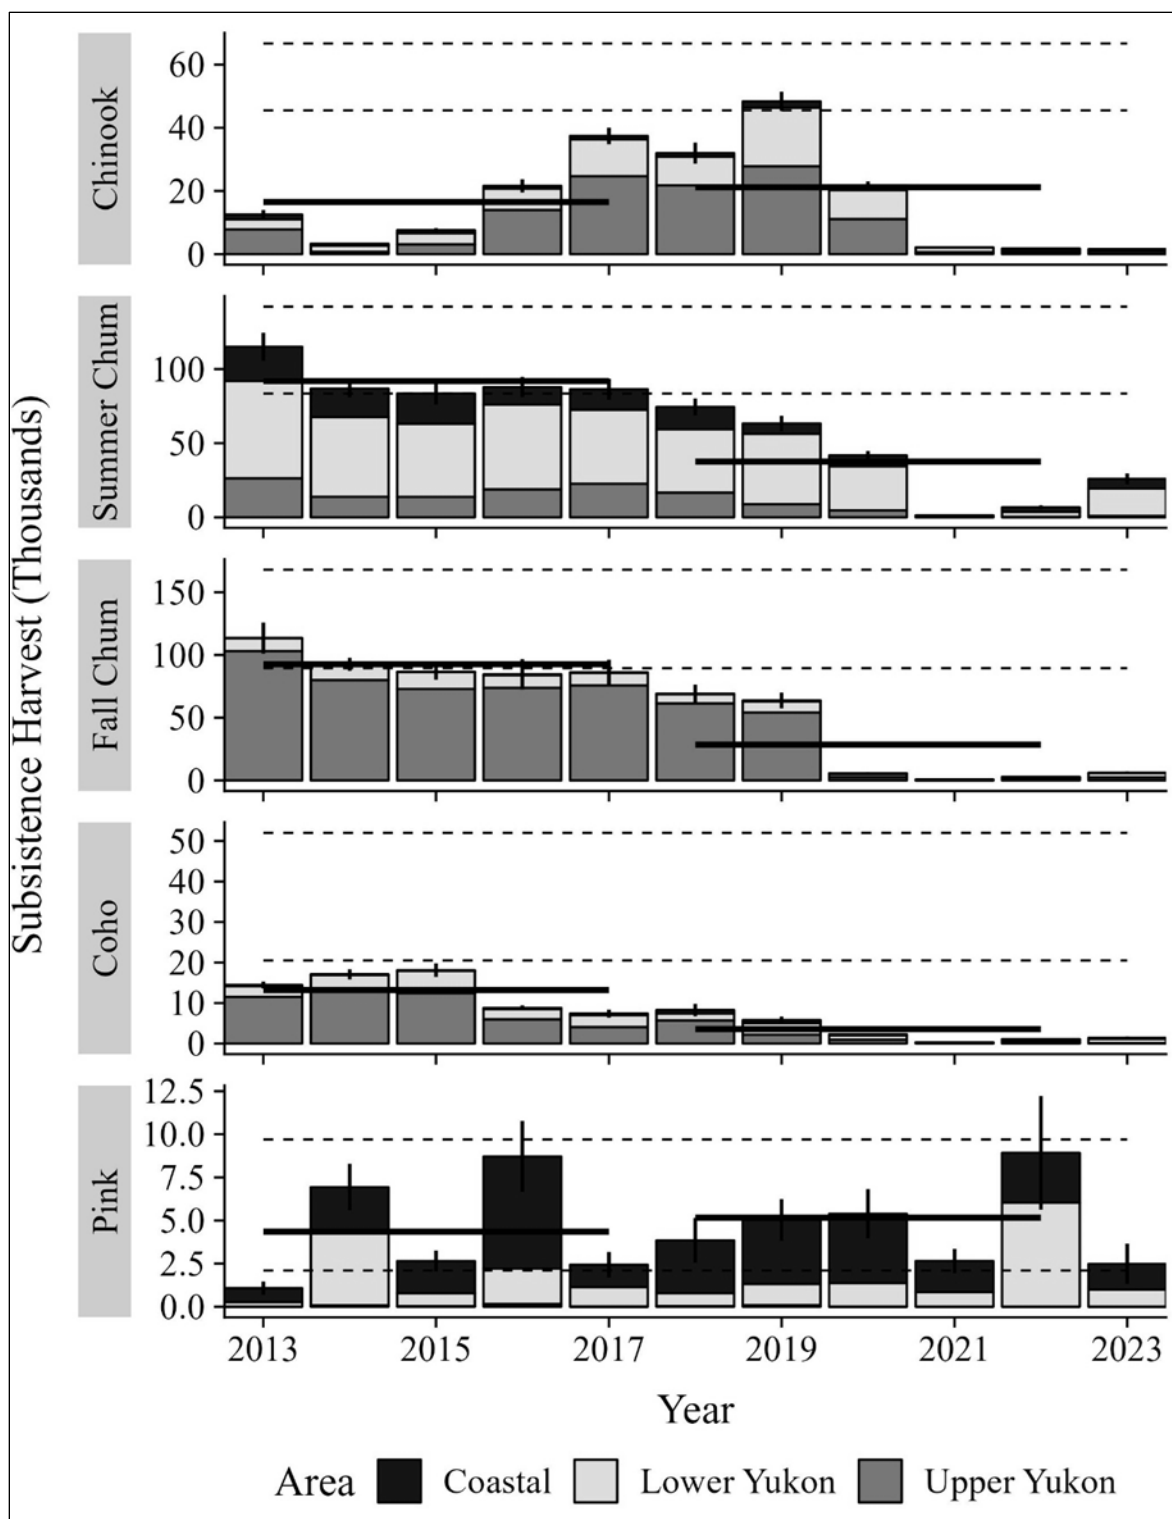 Subsistence Harvest (Thousands)
Chinook
60
40
20
0
Summer Chum
100
50
0
Fall Chum
150
100
50
0
Coho
50
40
30
20
10
0
Pink
12.5
10.0
7.5
5.0
2.5
0.0
2013 2015 2017 2019 2021 2023
Year
Area Coastal Lower Yukon Upper Yukon